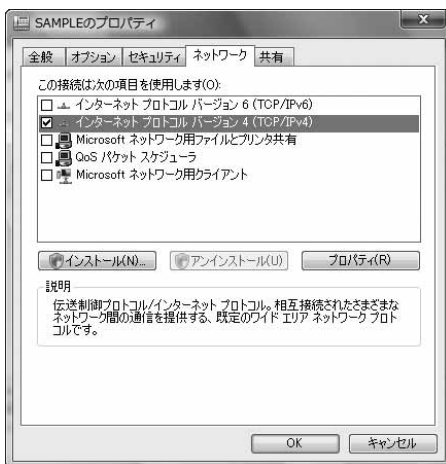 SAMPLEのプロパティ
全般 オプション セキュリティ ネットワーク 共有
この接続は次の項目を使用します(O):
インターネット プロトコル バージョン 6 (TCP/IPv6)
インターネット プロトコル バージョン 4 (TCP/IPv4)
Microsoft ネットワーク用ファイルとプリンタ共有
QoS パケット スケジューラ
Microsoft ネットワーク用クライアント
インストール(N)... アンインストール(U) プロパティ(R)
説明
伝送制御プロトコル/インターネット プロトコル。相互接続されたさまざまな
ネットワーク間の通信を提供する、既定のワイド エリア ネットワーク プロト
コルです。
OK キャンセル